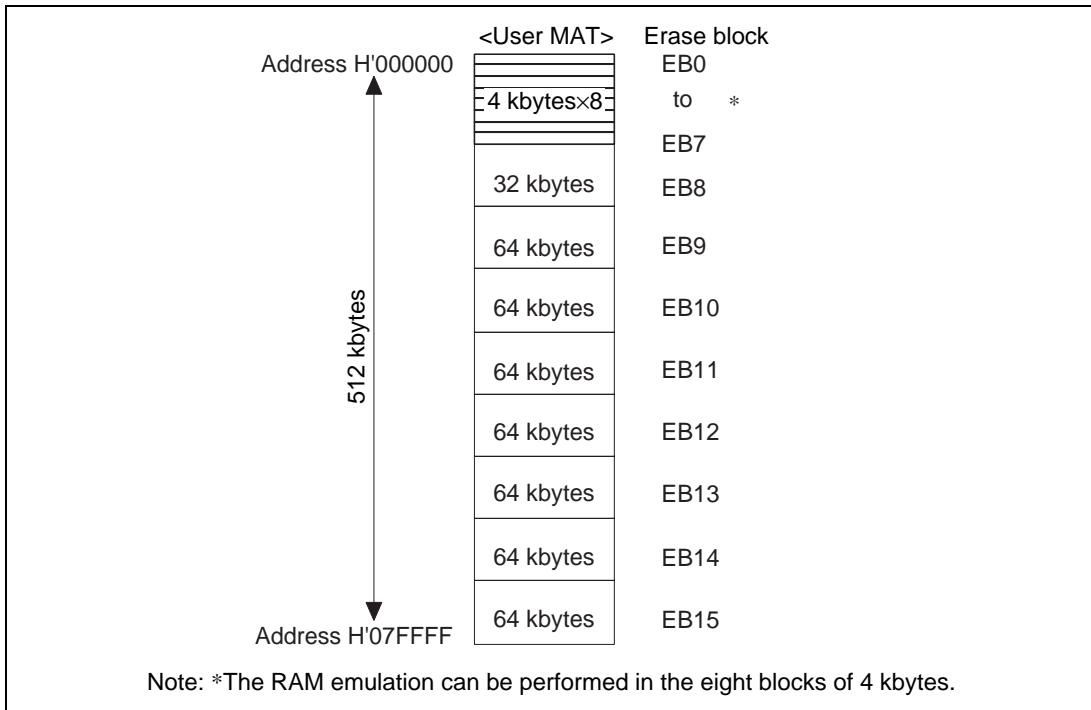 <User MAT> Erase block
Address H'000000 EB0
4 kbytes×8 to *
EB7
32 kbytes EB8
64 kbytes EB9
64 kbytes EB10
512 kbytes
64 kbytes EB11
64 kbytes EB12
64 kbytes EB13
64 kbytes EB14
64 kbytes EB15
Address H'07FFFF
Note: *The RAM emulation can be performed in the eight blocks of 4 kbytes.